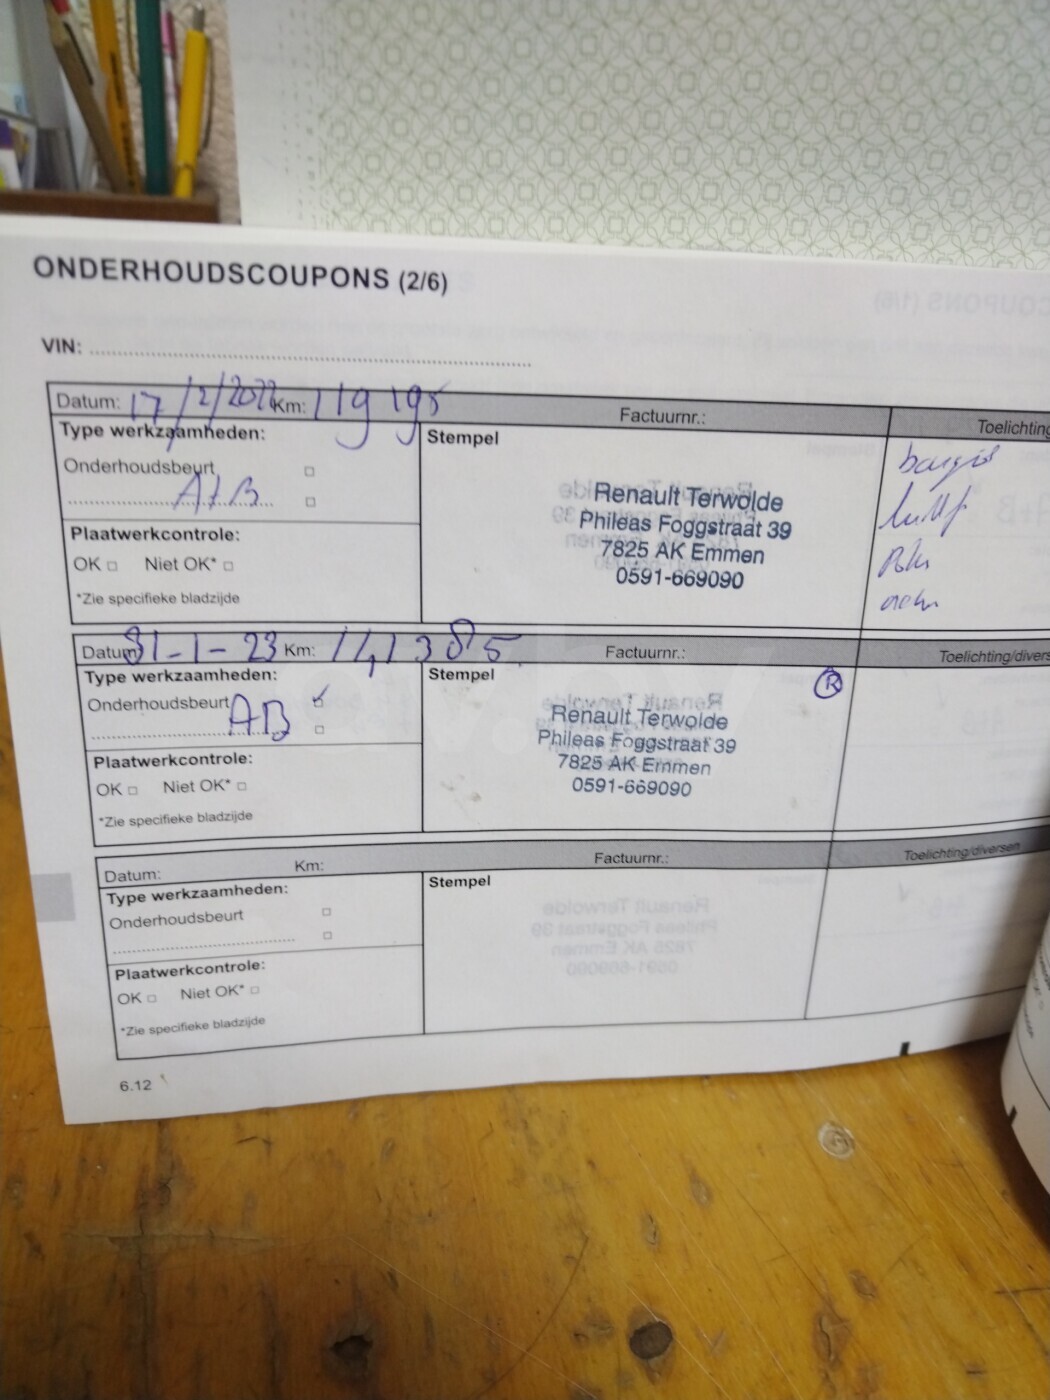 ONDERHOUDSCOUPONS (2/6)
VIN:
Datum: 17/2/2022 Km: 119195 Factuurnr.: Toelichting
Type werkzaamheden:
Stempel
Onderhoudsbeurt
A+B
Plaatwerkcontrole:
OK Niet OK*
*Zie specifieke bladzijde
Renault Terwolde
Phileas Foggstraat 39
7825 AK Emmen
0591-669090
Datum 31-1-23 Km: 141385 Factuurnr.: Toelichting/divers
Type werkzaamheden:
Stempel
R
Onderhoudsbeurt
AB
Plaatwerkcontrole:
OK Niet OK*
*Zie specifieke bladzijde
Renault Terwolde
Phileas Foggstraat 39
7825 AK Emmen
0591-669090
Datum: Km: Factuurnr.: Toelichting/diversen
Type werkzaamheden:
Stempel
Onderhoudsbeurt
Plaatwerkcontrole:
OK Niet OK*
*Zie specifieke bladzijde
6.12